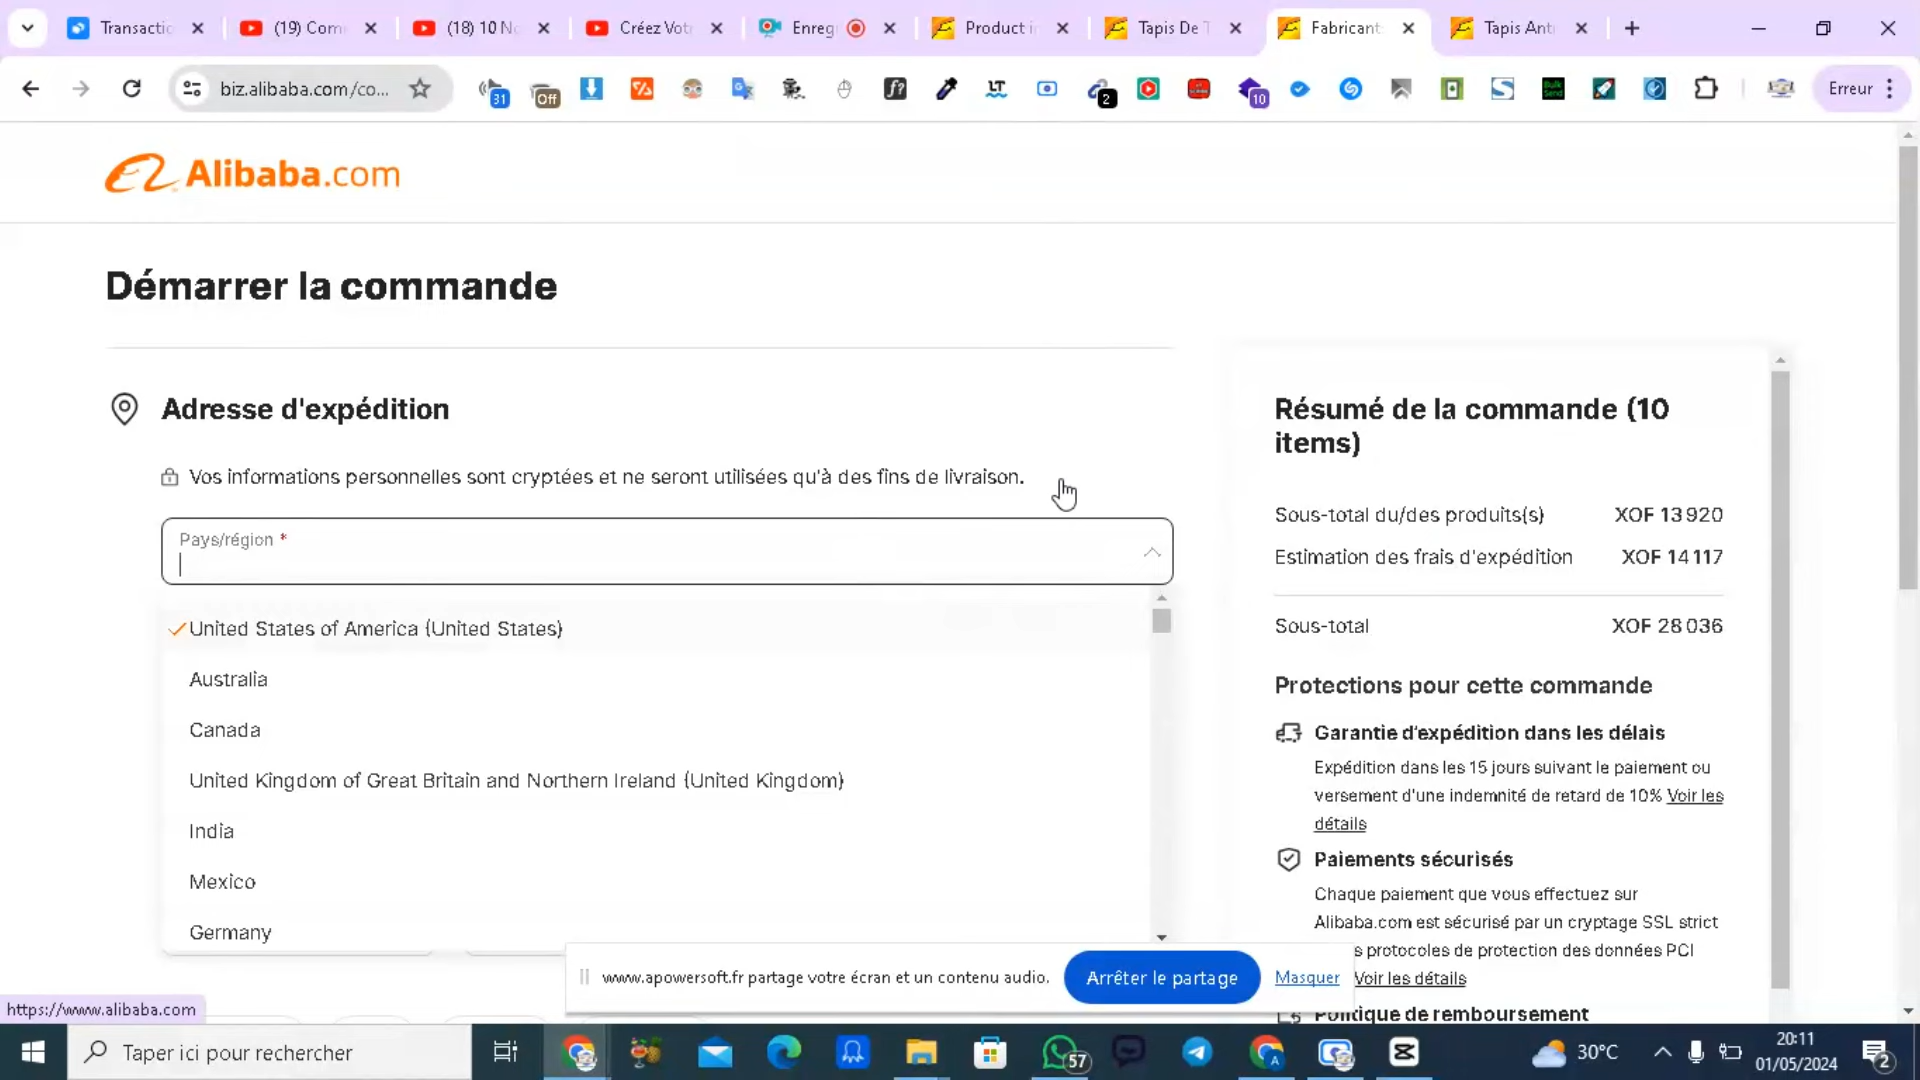 Transactic
(19) Com
(18) 10 N
Créez Vot
Enreg
Product i
Tapis De T
Fabricant
Tapis Ant
biz.alibaba.com/co...
31
Off
2
10
Erreur
Alibaba.com
Démarrer la commande
Adresse d'expédition
Vos informations personnelles sont cryptées et ne seront utilisées qu'à des fins de livraison.
Pays/région *
United States of America (United States)
Australia
Canada
United Kingdom of Great Britain and Northern Ireland (United Kingdom)
India
Mexico
Germany
Résumé de la commande (10
items)
Sous-total du/des produits(s) XOF 13 920
Estimation des frais d'expédition XOF 14 117
Sous-total XOF 28 036
Protections pour cette commande
Garantie d'expédition dans les délais
Expédition dans les 15 jours suivant le paiement ou
versement d'une indemnité de retard de 10% Voir les
détails
Paiements sécurisés
Chaque paiement que vous effectuez sur
Alibaba.com est sécurisé par un cryptage SSL strict
s protocoles de protection des données PCI
Voir les détails
Politique de remboursement
www.apowersoft.fr partage votre écran et un contenu audio.
Arrêter le partage
Masquer
https://www.alibaba.com
Taper ici pour rechercher
57
30°C
20:11
01/05/2024
2